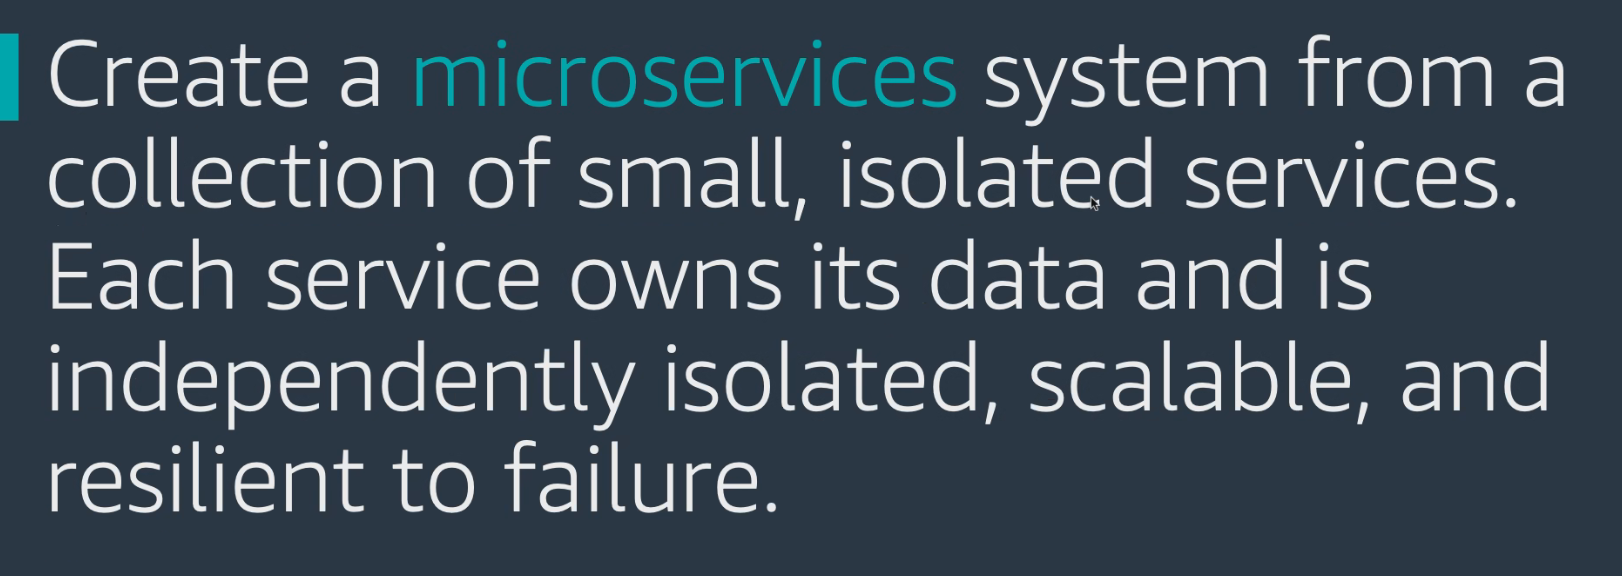 Create a microservices system from a
collection of small, isolated services.
Each service owns its data and is
independently isolated, scalable, and
resilient to failure.